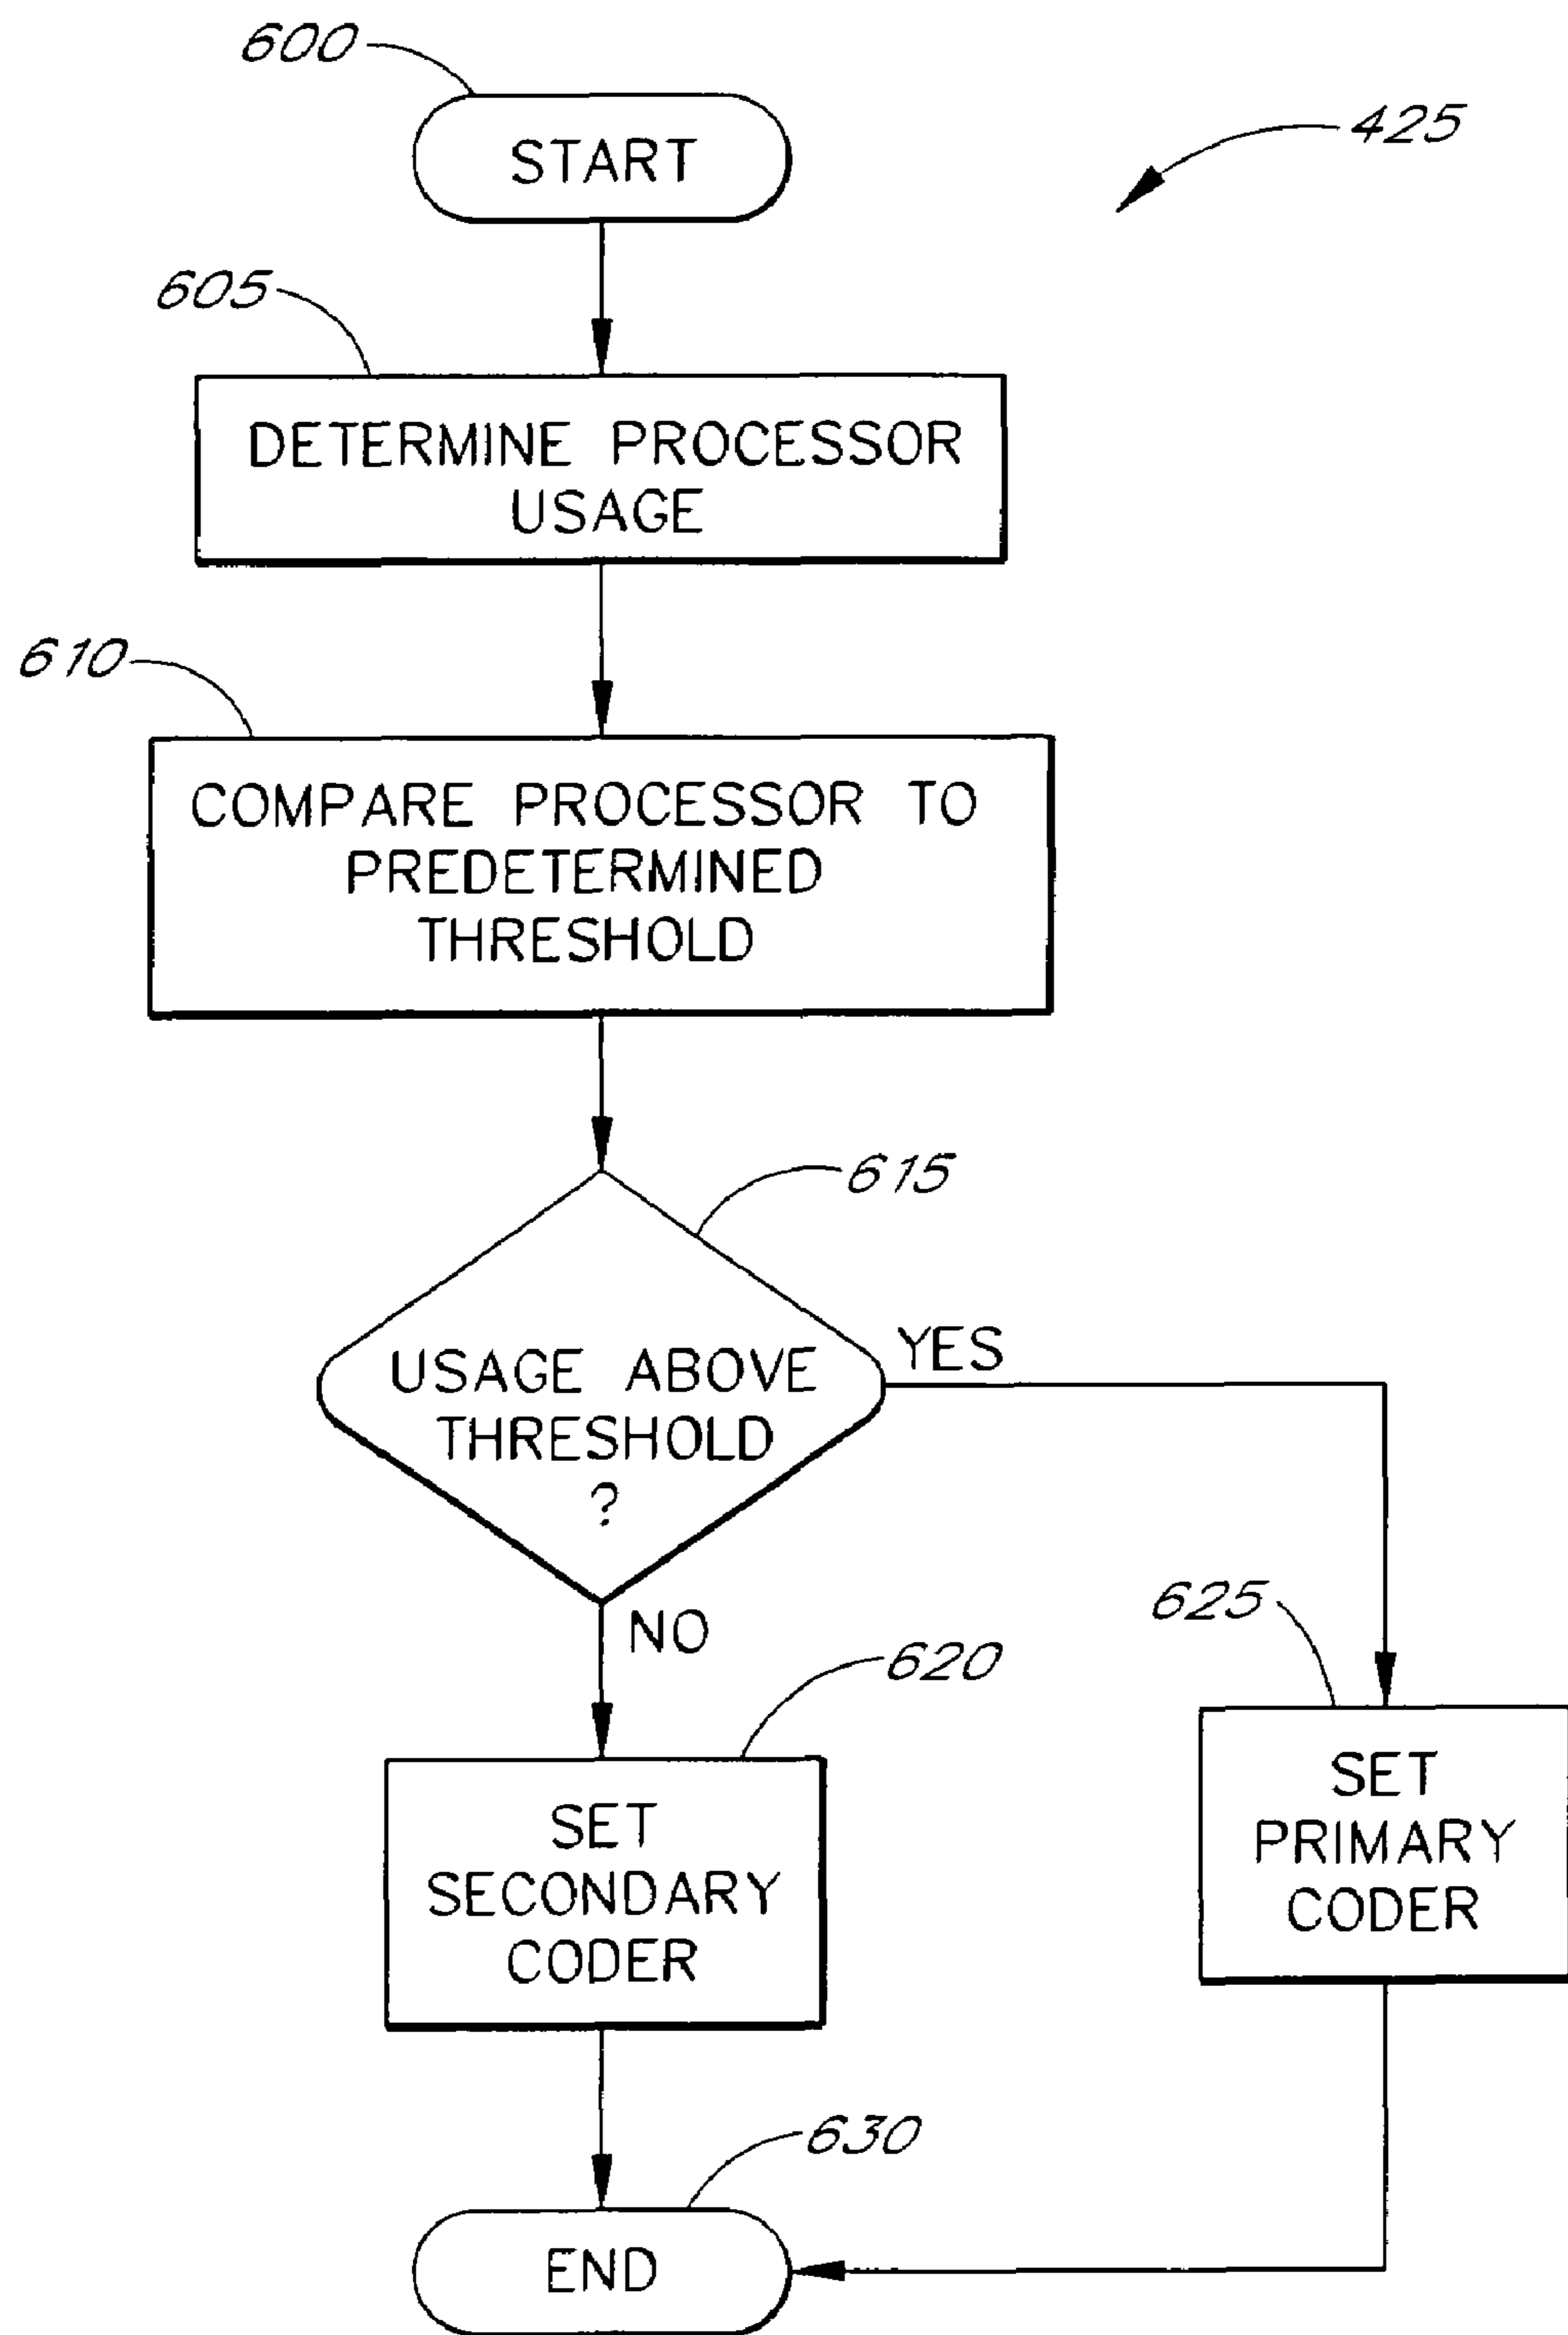 600
START
425
605
DETERMINE PROCESSOR
USAGE
610
COMPARE PROCESSOR TO
PREDETERMINED
THRESHOLD
615
USAGE ABOVE
THRESHOLD
?
YES
NO
620
SET
SECONDARY
CODER
625
SET
PRIMARY
CODER
630
END